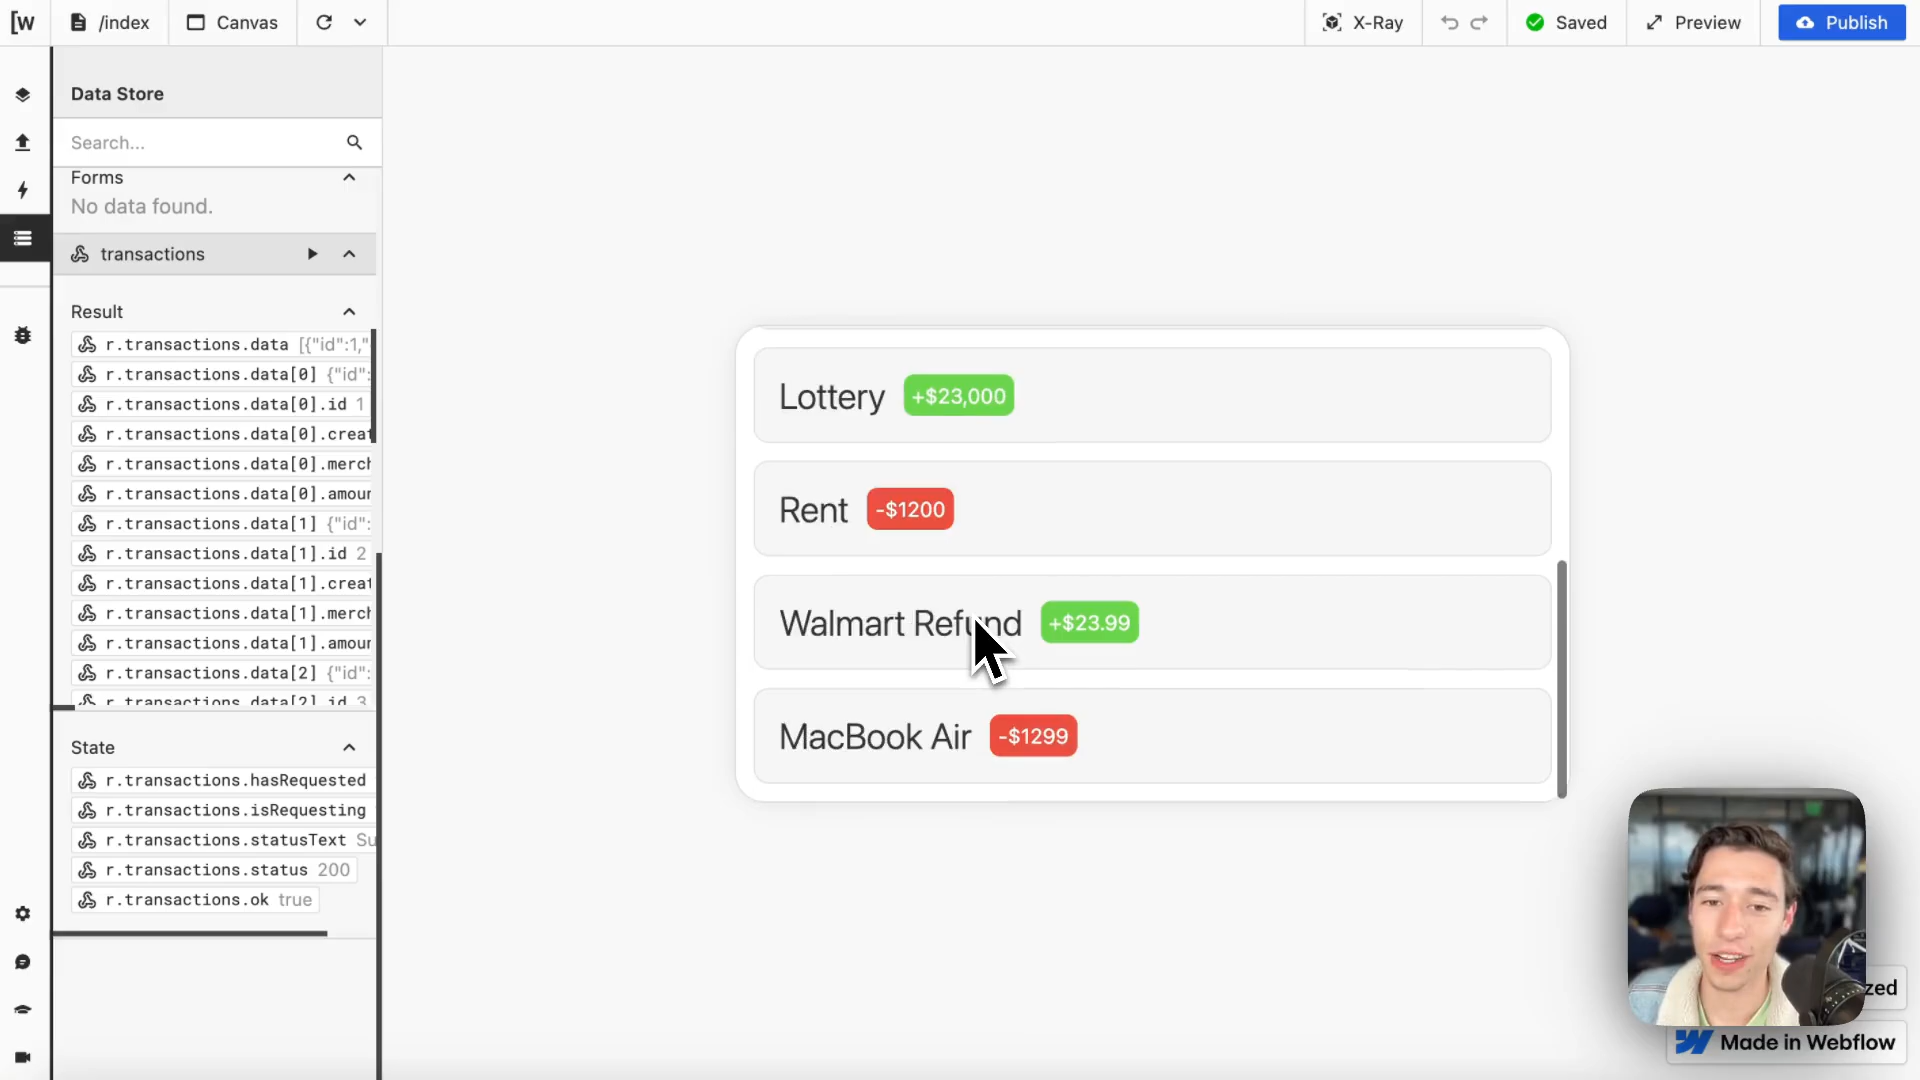 [w
/index
Canvas
X-Ray
Saved
Preview
Publish
Data Store
Search...
Forms
No data found.
transactions
Result
r.transactions.data [{"id":1,"
r.transactions.data[0] {"id":
r.transactions.data[0].id 1
r.transactions.data[0].creat
r.transactions.data[0].merch
r.transactions.data[0].amour
r.transactions.data[1] {"id":
r.transactions.data[1].id 2
r.transactions.data[1].creat
r.transactions.data[1].merch
r.transactions.data[1].amour
r.transactions.data[2] {"id":
r.transactions.data[2].id 3
State
r.transactions.hasRequested
r.transactions.isRequesting
r.transactions.statusText Su
r.transactions.status 200
r.transactions.ok true
Lottery +$23,000
Rent -$1200
Walmart Refund +$23.99
MacBook Air -$1299
zed
Made in Webflow